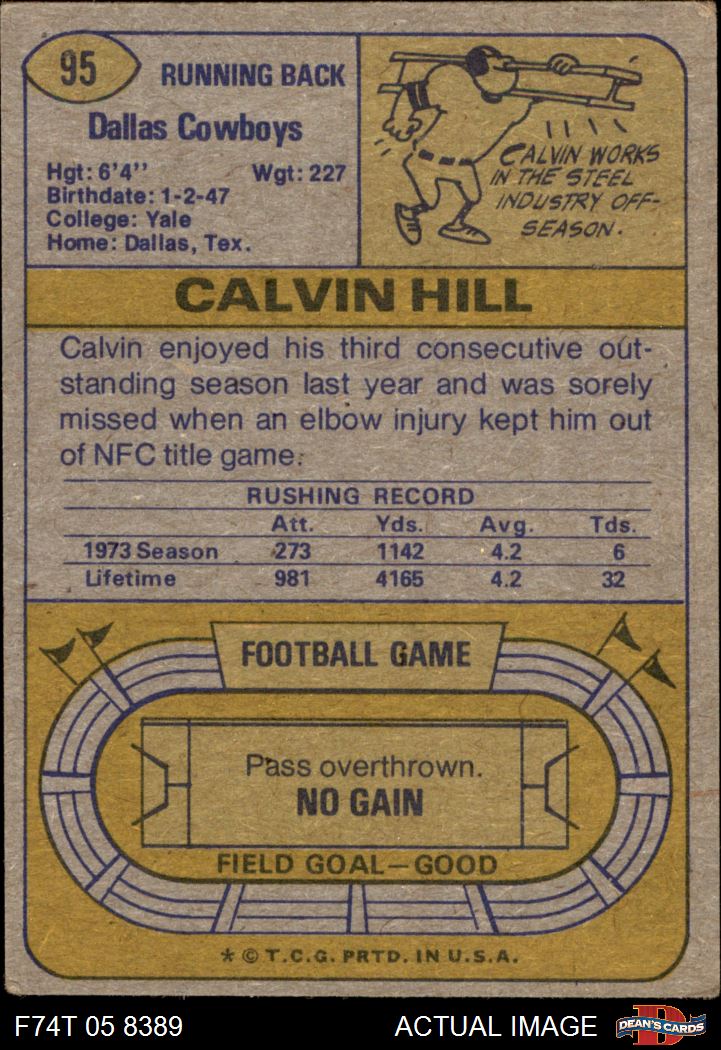 95
RUNNING BACK
Dallas Cowboys
Hgt: 6'4'' Wgt: 227
Birthdate: 1-2-47
College: Yale
Home: Dallas, Tex.
CALVIN WORKS
IN THE STEEL
INDUSTRY OFF-
SEASON.
CALVIN HILL
Calvin enjoyed his third consecutive out-
standing season last year and was sorely
missed when an elbow injury kept him out
of NFC title game.
RUSHING RECORD
Att. Yds. Avg. Tds.
1973 Season 273 1142 4.2 6
Lifetime 981 4165 4.2 32
FOOTBALL GAME
Pass overthrown.
NO GAIN
FIELD GOAL—GOOD
* © T.C.G. PRTD. IN U.S.A.
F74T 05 8389 ACTUAL IMAGE
D
DEAN'S CARDS